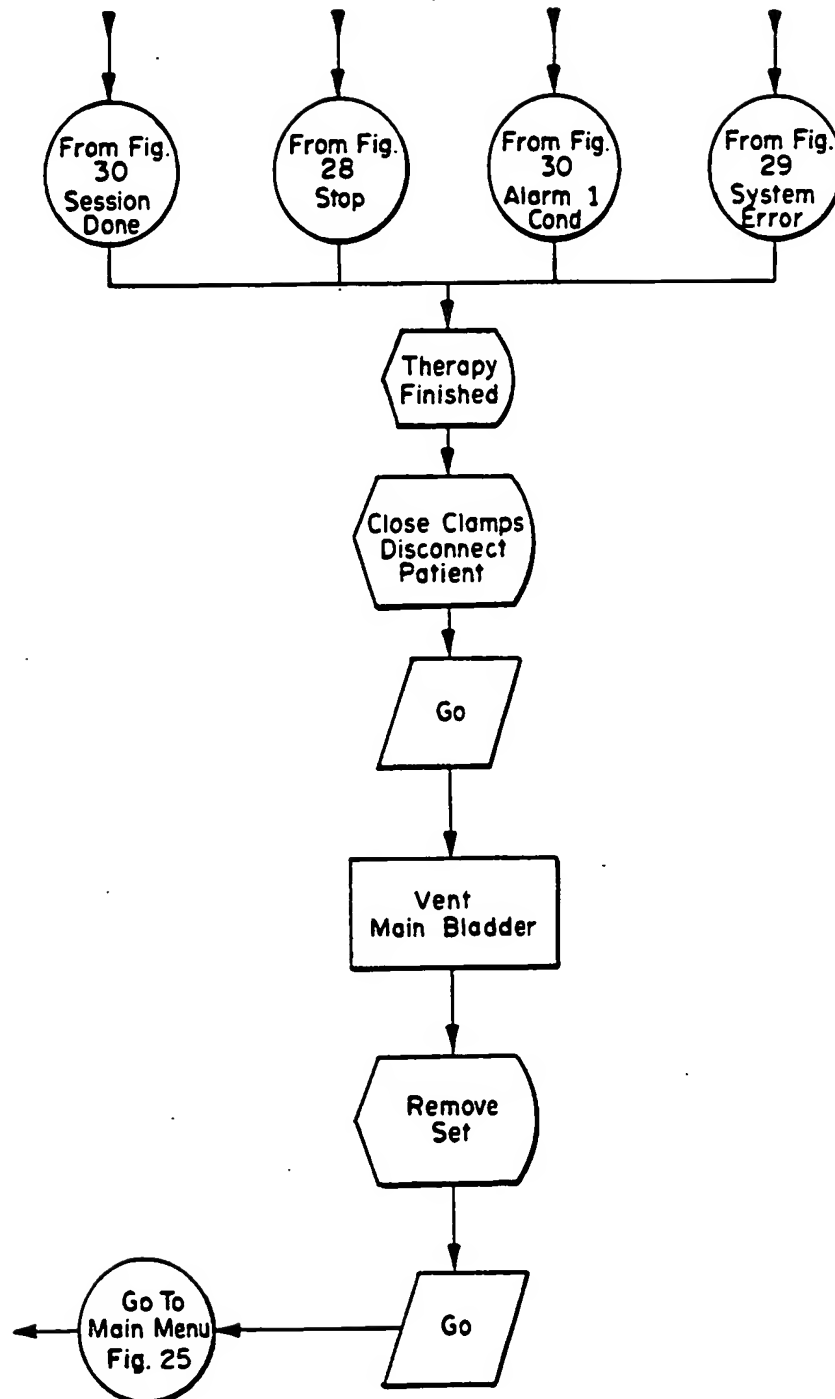 From Fig.
30
Session
Done
From Fig.
28
Stop
From Fig.
30
Alarm 1
Cond
From Fig.
29
System
Error
Therapy
Finished
Close Clamps
Disconnect
Patient
Go
Vent
Main Bladder
Remove
Set
Go
Go To
Main Menu
Fig. 25